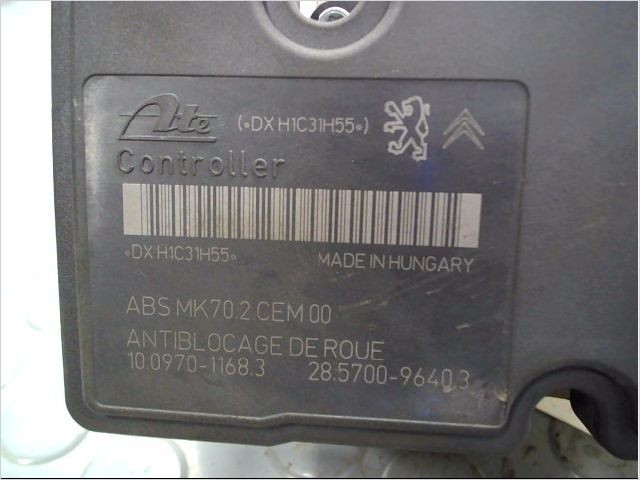 Ate (•DX H1C31H55•)
Controller
•DX H1C31H55• MADE IN HUNGARY
ABS MK70.2 CEM 00
ANTIBLOCAGE DE ROUE
10.0970-1168.3 28.5700-9640.3